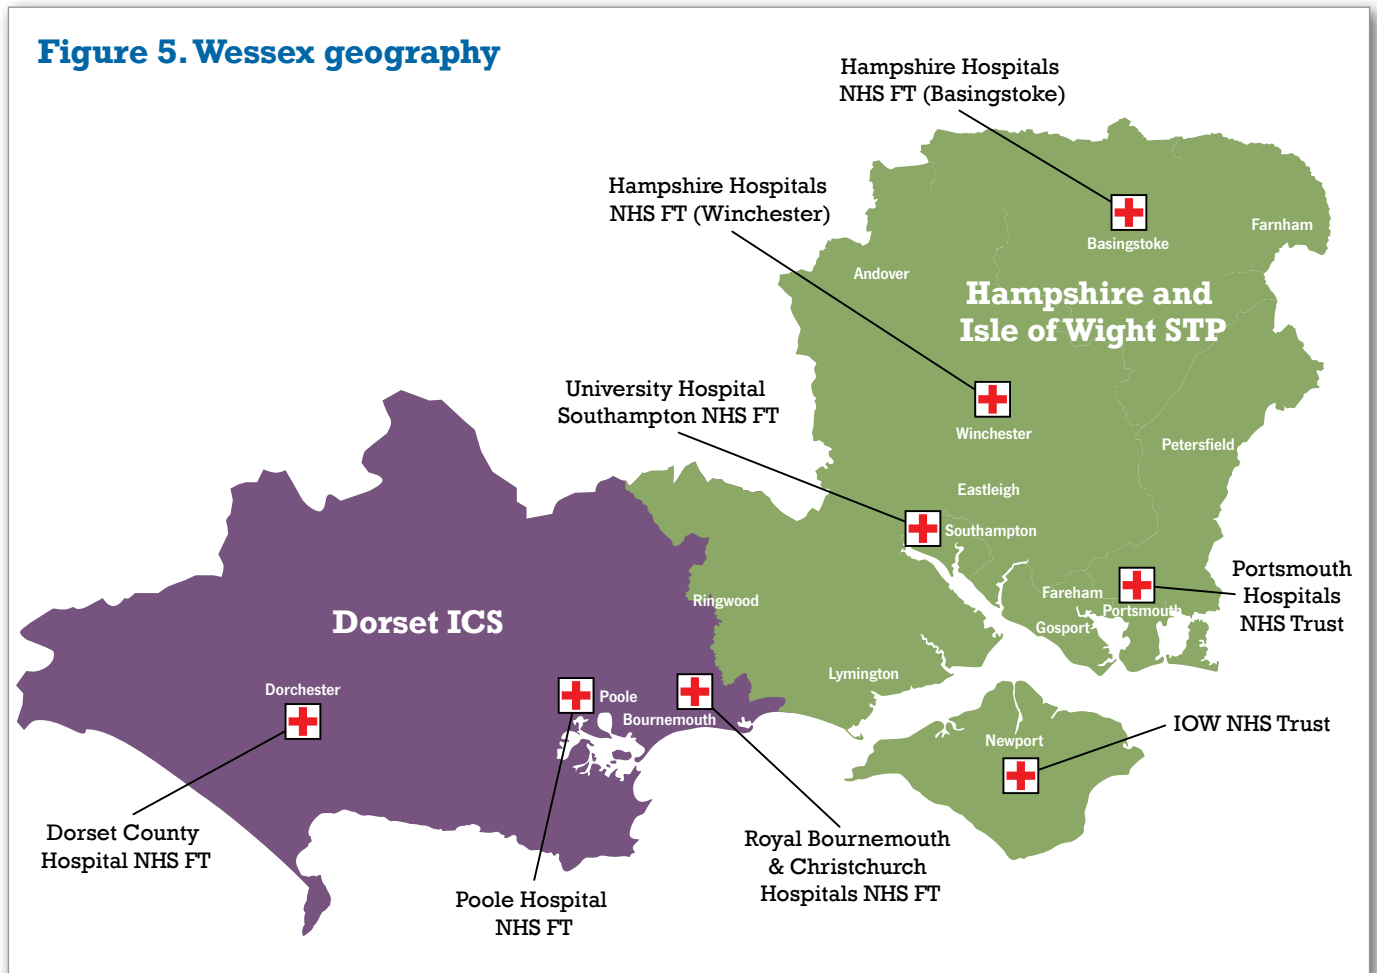 Figure 5. Wessex geography
Hampshire Hospitals
NHS FT (Basingstoke)
Hampshire Hospitals
NHS FT (Winchester)
Farnham
Basingstoke
Andover
Hampshire and
Isle of Wight STP
University Hospital
Southampton NHS FT
Winchester
Petersfield
Eastleigh
Southampton
Portsmouth
Hospitals
NHS Trust
Fareham
Portsmouth
Gosport
Ringwood
Dorset ICS
Lymington
Dorchester
Poole
Bournemouth
IOW NHS Trust
Newport
Dorset County
Hospital NHS FT
Royal Bournemouth
& Christchurch
Hospitals NHS FT
Poole Hospital
NHS FT